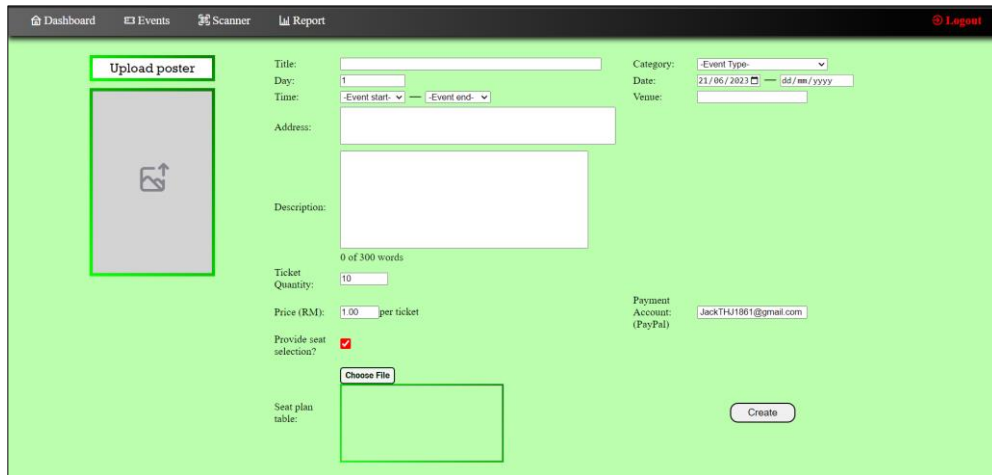 Dashboard Events Scanner Report Logout
Upload poster
Title: Category: -Event Type-
Day: 1 Date: 21/06/2023 — dd/mm/yyyy
Time: -Event start- — -Event end- Venue:
Address:
Description:
0 of 300 words
Ticket
Quantity: 10
Price (RM): 1.00 per ticket
Payment
Account:
(PayPal)
JackTHJ1861@gmail.com
Provide seat
selection?
Choose File
Seat plan
table:
Create